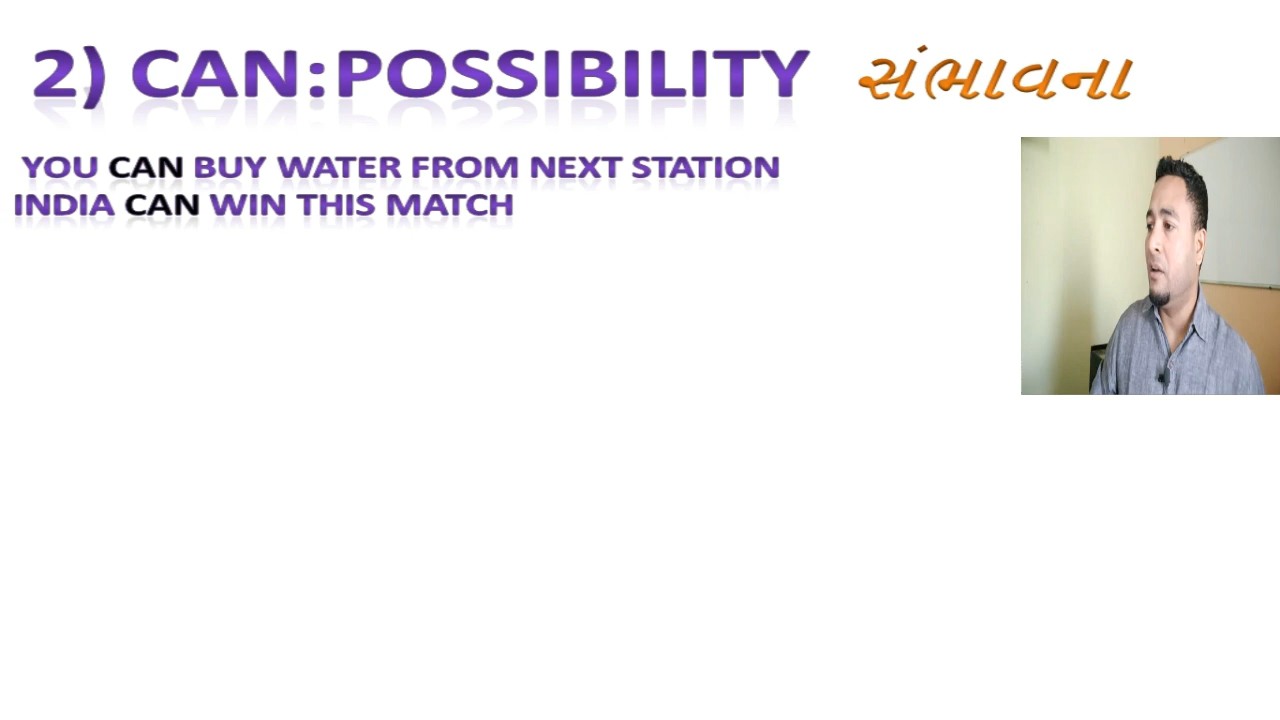 2) CAN:POSSIBILITY સંભાવના
YOU CAN BUY WATER FROM NEXT STATION
INDIA CAN WIN THIS MATCH